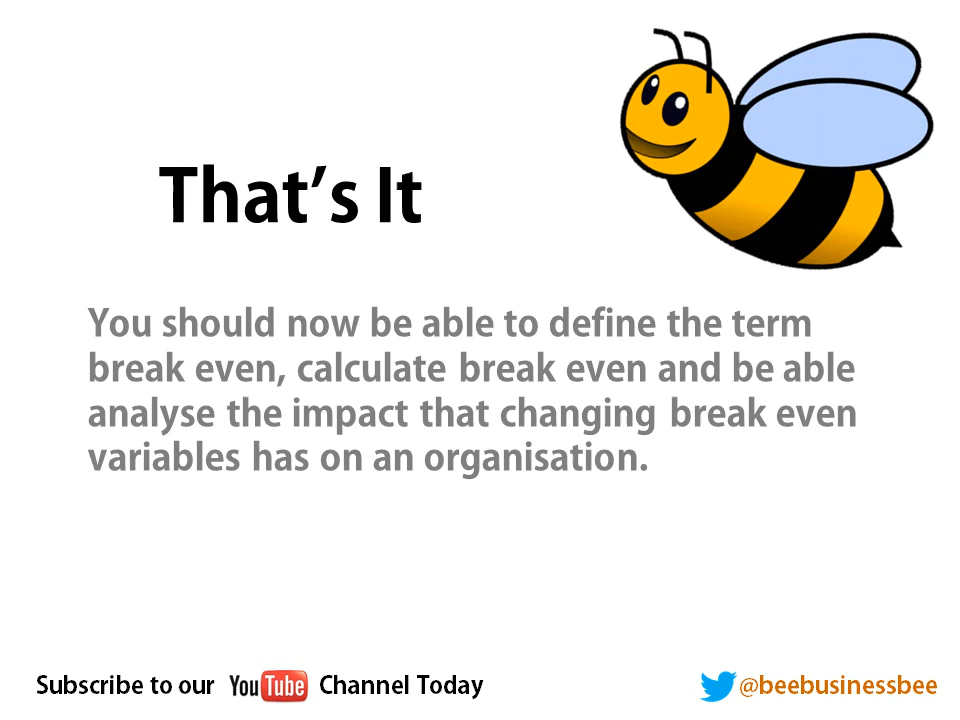 That's It
You should now be able to define the term
break even, calculate break even and be able
analyse the impact that changing break even
variables has on an organisation.
Subscribe to our YouTube Channel Today
@beebusinessbee